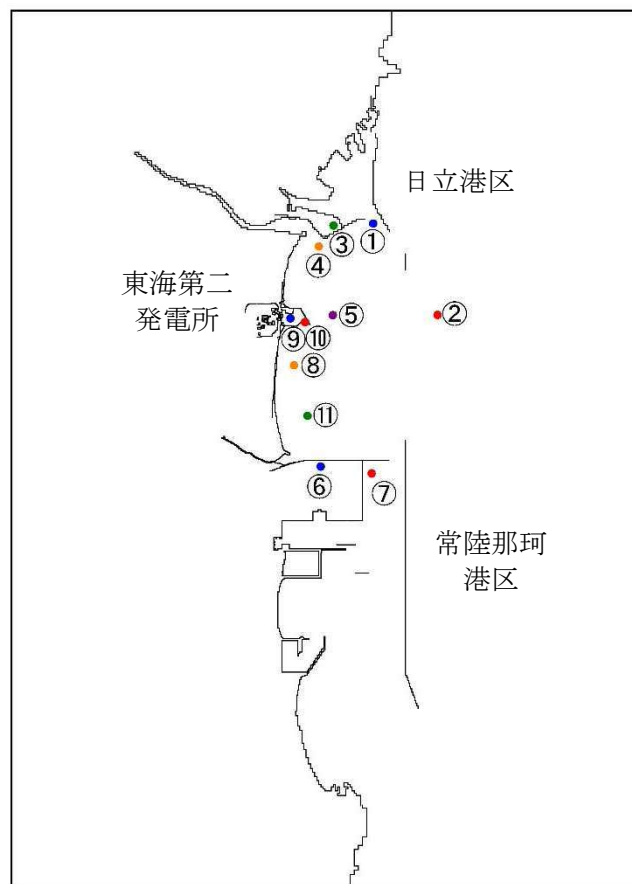 日立港区
①
③
④
東海第二
発電所
⑤
②
⑨
⑩
⑧
⑪
⑥
⑦
常陸那珂
港区